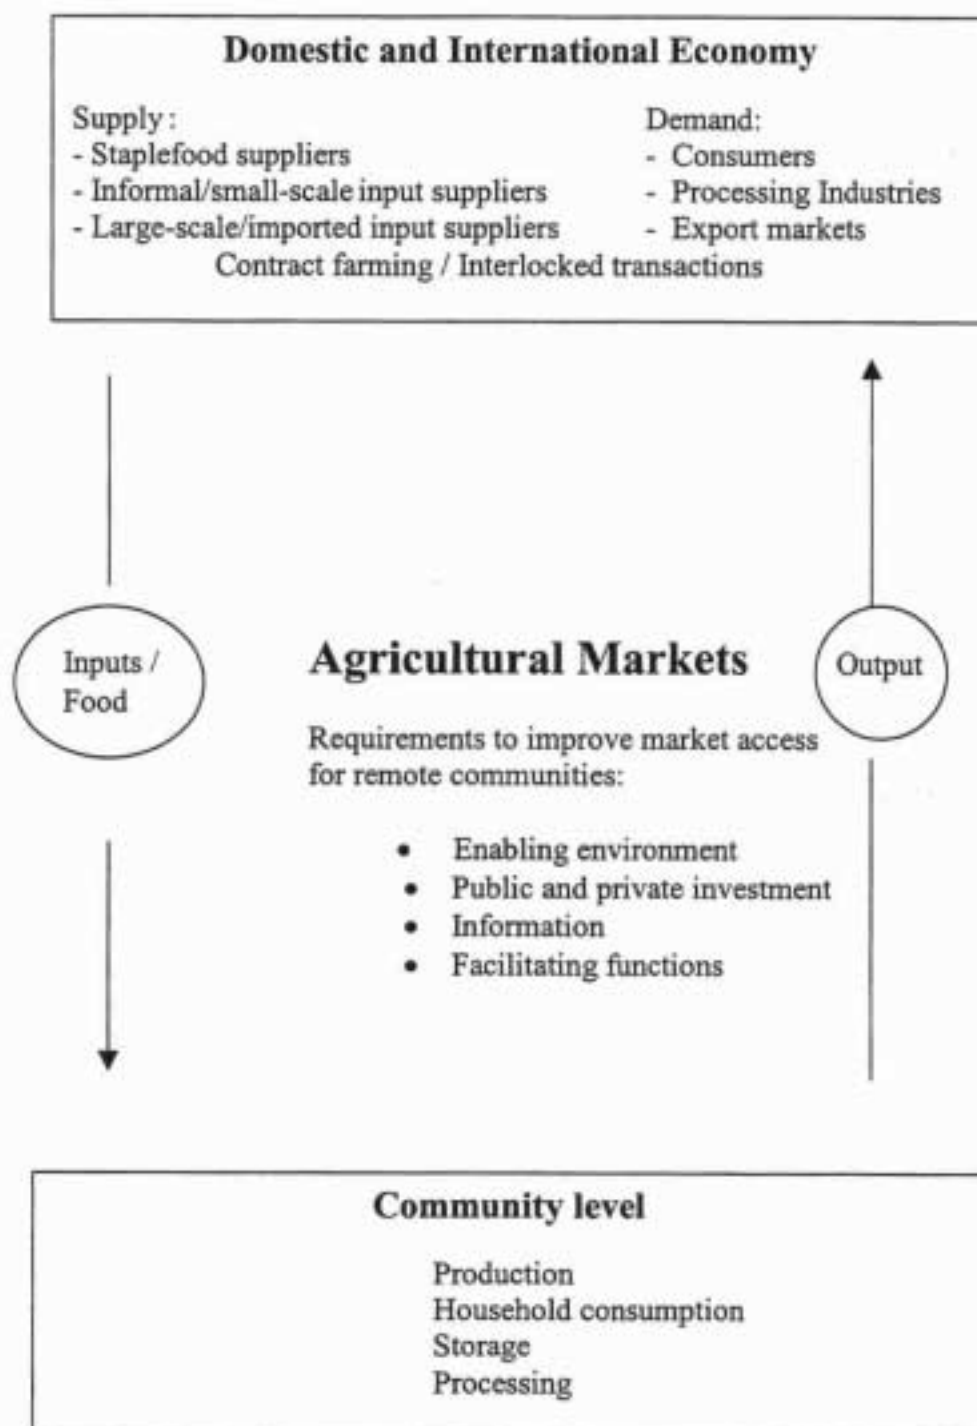 Domestic and International Economy
Supply :
- Staplefood suppliers
- Informal/small-scale input suppliers
- Large-scale/imported input suppliers
Demand:
- Consumers
- Processing Industries
- Export markets
Contract farming / Interlocked transactions
Inputs /
Food
Agricultural Markets
Output
Requirements to improve market access
for remote communities:
• Enabling environment
• Public and private investment
• Information
• Facilitating functions
Community level
Production
Household consumption
Storage
Processing